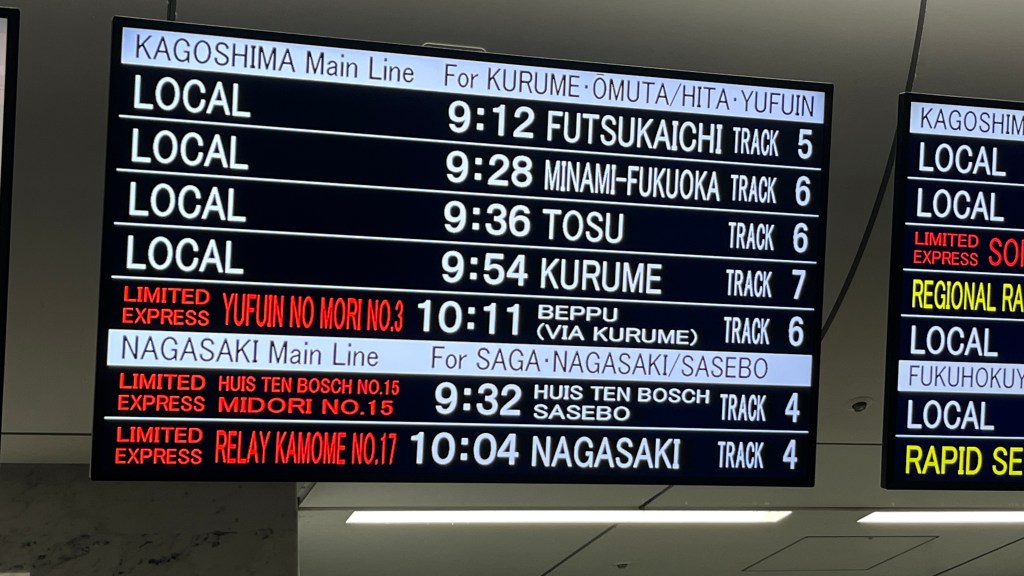 KAGOSHIMA Main Line For KURUME・ŌMUTA/HITA・YUFUIN
LOCAL 9:12 FUTSUKAICHI TRACK 5
LOCAL 9:28 MINAMI-FUKUOKA TRACK 6
LOCAL 9:36 TOSU TRACK 6
LOCAL 9:54 KURUME TRACK 7
LIMITED EXPRESS YUFUIN NO MORI NO.3 10:11 BEPPU (VIA KURUME) TRACK 6
NAGASAKI Main Line For SAGA・NAGASAKI/SASEBO
LIMITED EXPRESS HUIS TEN BOSCH NO.15 MIDORI NO.15 9:32 HUIS TEN BOSCH SASEBO TRACK 4
LIMITED EXPRESS RELAY KAMOME NO.17 10:04 NAGASAKI TRACK 4
LOCAL
LOCAL
LIMITED EXPRESS
REGIONAL
LOCAL
LOCAL
RAPID